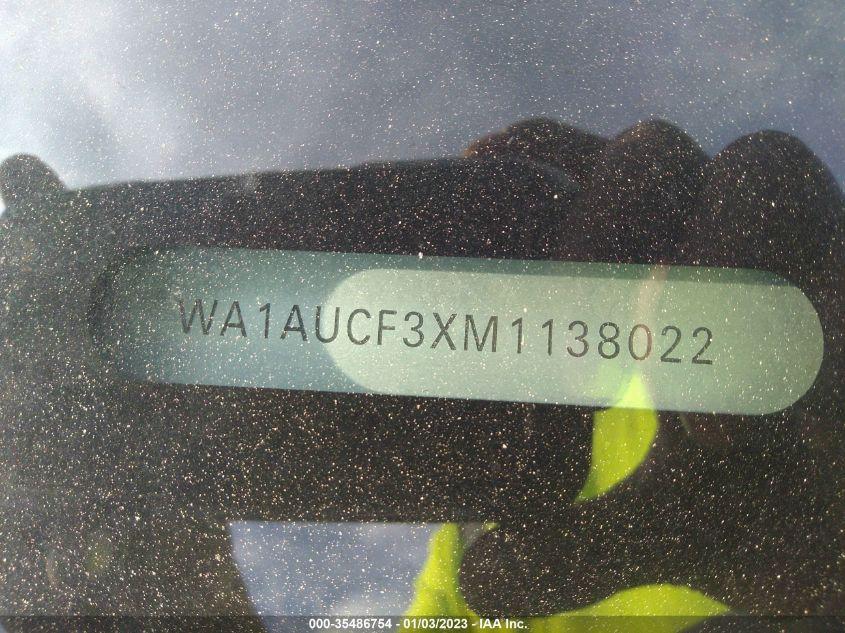 WA1AUCF3XM1138022
000-35486754 - 01/03/2023 - IAA Inc.